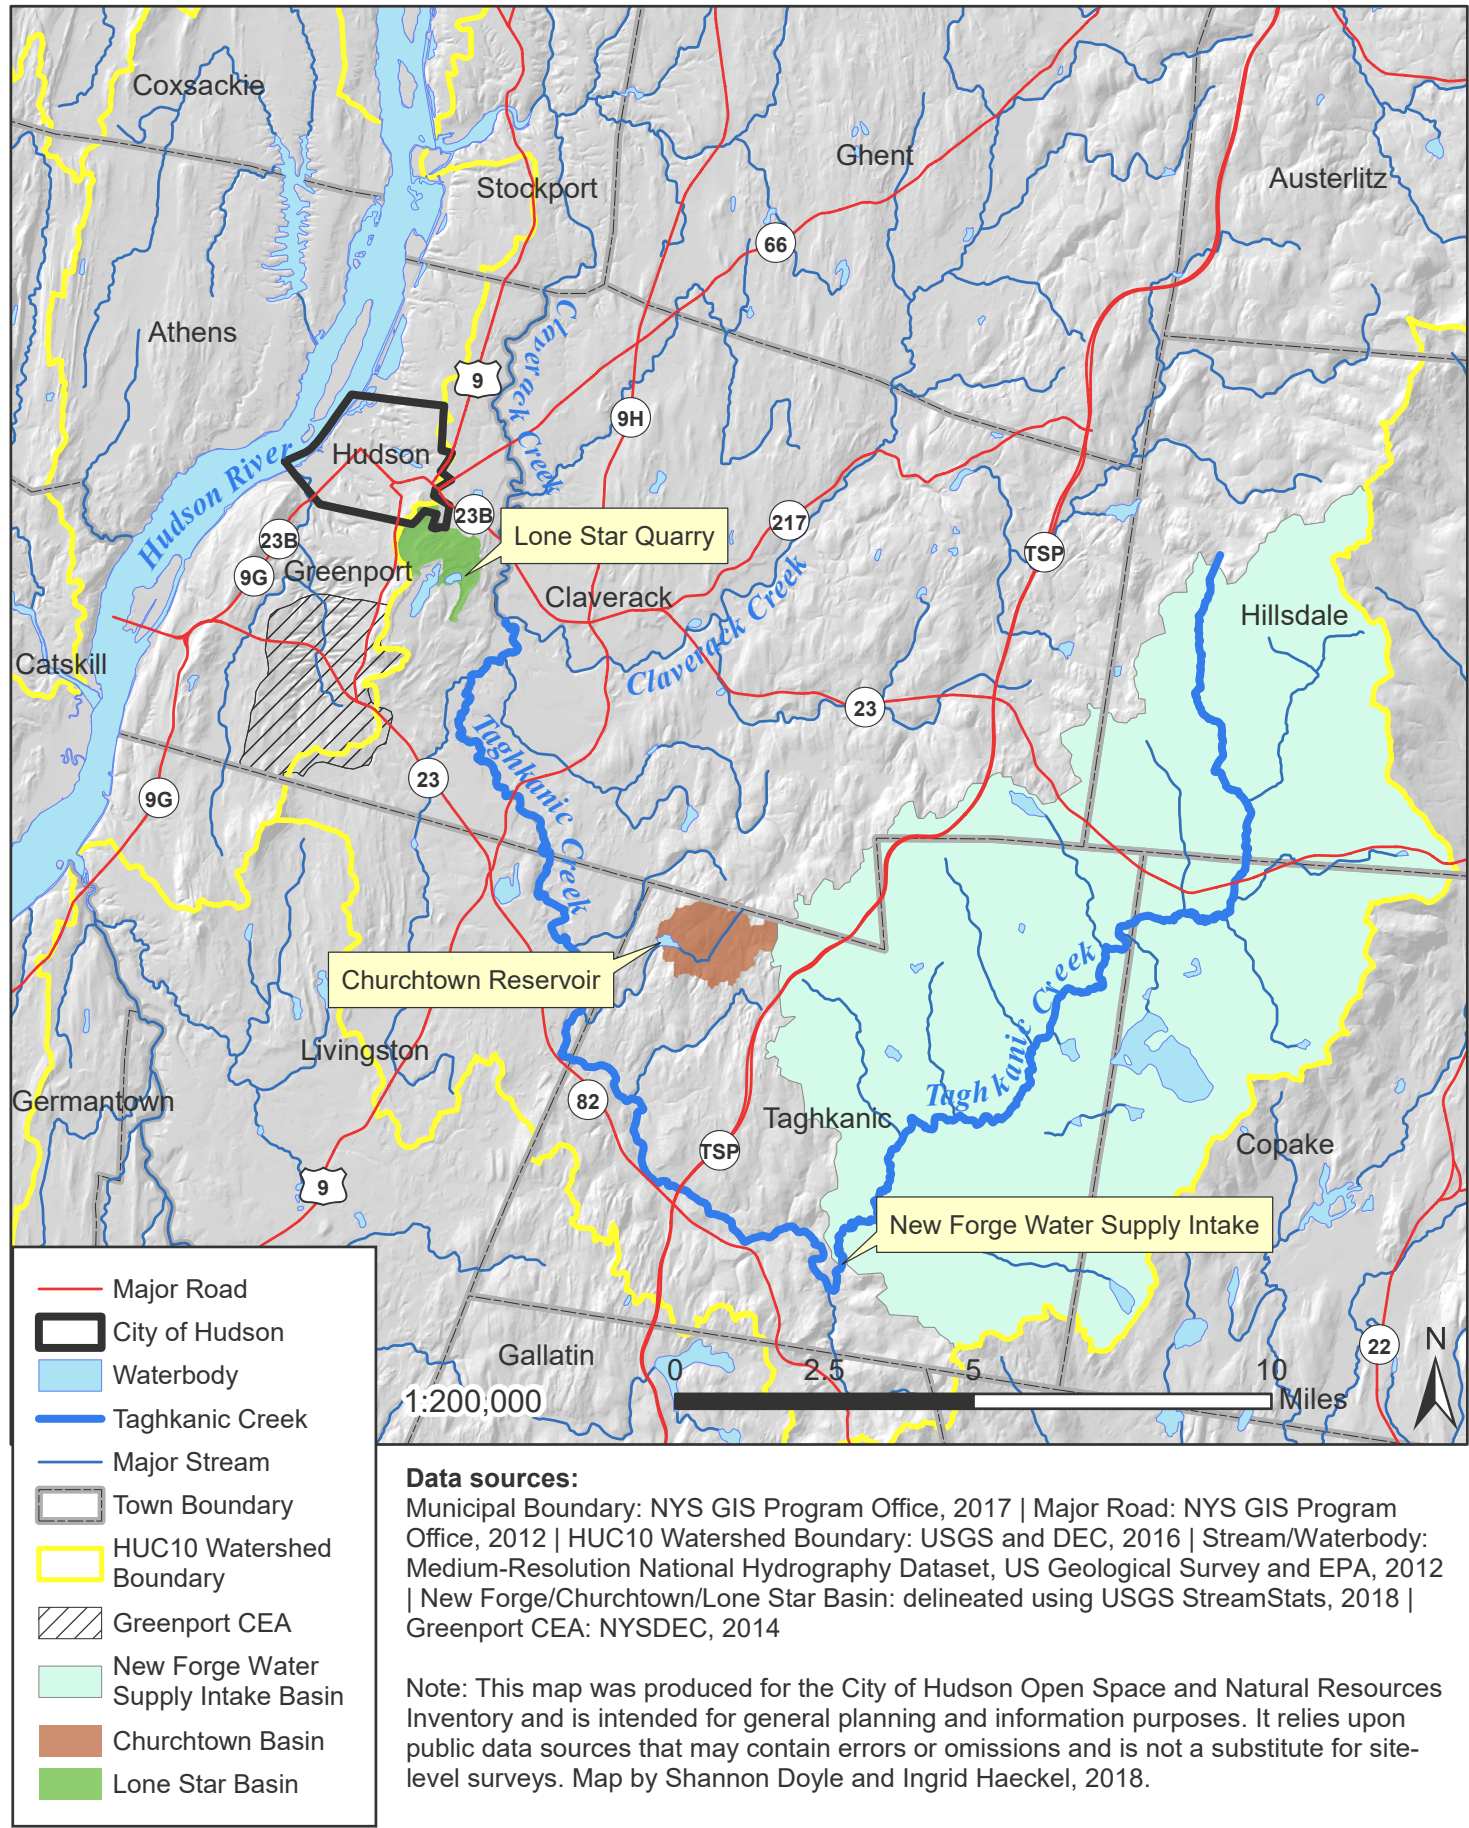 Coxsackie
Ghent
Stockport
Austerlitz
66
Athens
Claverack Creek
9
9H
Hudson
Hudson River
23B
217
Lone Star Quarry
23B
TSP
9G
Greenport
Claverack
Hillsdale
Claverack Creek
Catskill
23
Taghkanic Creek
23
9G
Churchtown Reservoir
Taghkanic Creek
Livingston
Germantown
82
Taghkanic
TSP
Copake
9
New Forge Water Supply Intake
Gallatin
22
N
0 2.5 5 10
1:200,000
Miles
Major Road
City of Hudson
Waterbody
Taghkanic Creek
Major Stream
Town Boundary
HUC10 Watershed
Boundary
Greenport CEA
New Forge Water
Supply Intake Basin
Churchtown Basin
Lone Star Basin
Data sources:
Municipal Boundary: NYS GIS Program Office, 2017 | Major Road: NYS GIS Program
Office, 2012 | HUC10 Watershed Boundary: USGS and DEC, 2016 | Stream/Waterbody:
Medium-Resolution National Hydrography Dataset, US Geological Survey and EPA, 2012
| New Forge/Churchtown/Lone Star Basin: delineated using USGS StreamStats, 2018 |
Greenport CEA: NYSDEC, 2014
Note: This map was produced for the City of Hudson Open Space and Natural Resources
Inventory and is intended for general planning and information purposes. It relies upon
public data sources that may contain errors or omissions and is not a substitute for site-
level surveys. Map by Shannon Doyle and Ingrid Haeckel, 2018.